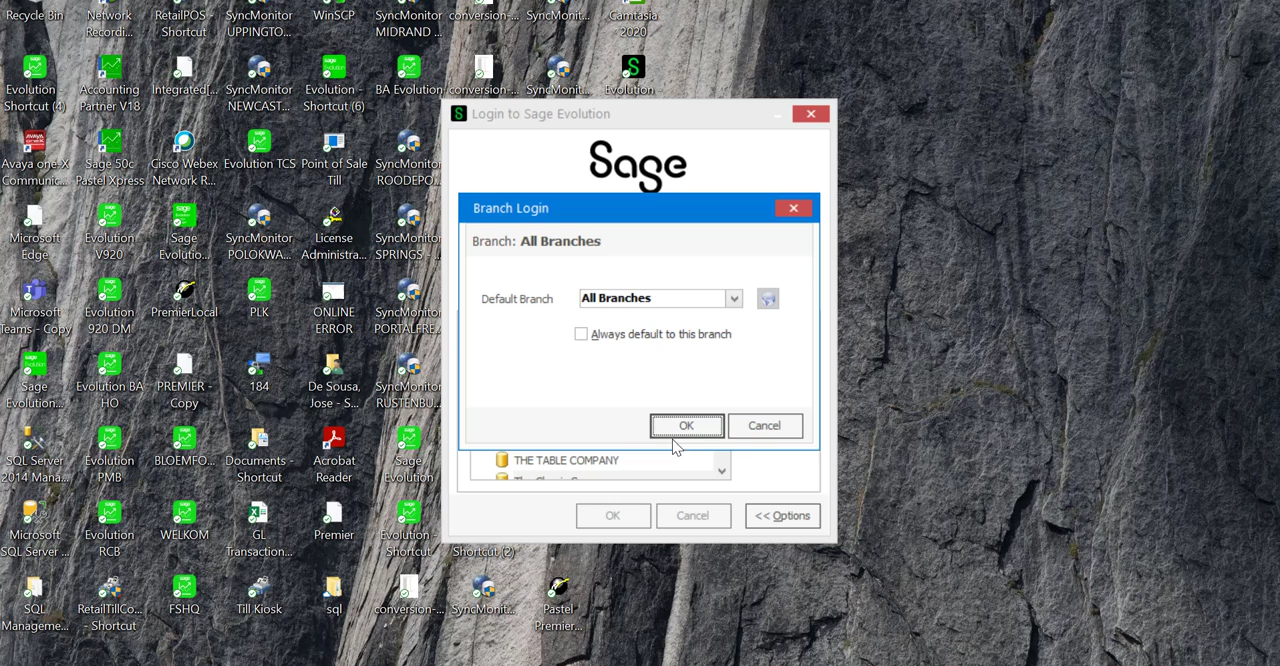 Recycle Bin
Network
Recordi...
RetailPOS -
Shortcut
SyncMonitor
UPPINGTO...
WinSCP
SyncMonitor
MIDRAND ...
conversion-...
SyncMonit...
Camtasia
2020
Evolution
Shortcut (4)
Accounting
Partner V18
Integrated[...
SyncMonitor
NEWCAST...
Evolution -
Shortcut (6)
BA Evolution
conversion-...
SyncMonit...
Evolution -
Avaya one-X
Communic...
Sage 50c
Pastel Xpress
Cisco Webex
Network R...
Evolution TCS
Point of Sale
Till
SyncMonitor
ROODEPO...
Microsoft
Edge
Evolution
V920
Sage
Evolutio...
SyncMonitor
POLOKWA...
License
Administra...
SyncMonitor
SPRINGS - ...
Microsoft
Teams - Copy
Evolution
920 DM
PremierLocal
PLK
ONLINE
ERROR
SyncMonitor
PORTALFRE...
Sage
Evolution...
Evolution BA
HO
PREMIER -
Copy
184
De Sousa,
Jose - S...
SyncMonitor
RUSTENBU...
SQL Server
2014 Mana...
Evolution
PMB
BLOEMFO...
Documents -
Shortcut
Acrobat
Reader
Sage
Evolution
Microsoft
SQL Server ...
Evolution
RCB
WELKOM
GL
Transaction...
Premier
Evolution -
Shortcut
Shortcut (2)
SQL
Manageme...
RetailTillCo...
- Shortcut
FSHQ
Till Kiosk
sql
conversion-...
SyncMonit...
Pastel
Premier...
Login to Sage Evolution
Sage
Branch Login
Branch: All Branches
Default Branch
All Branches
Always default to this branch
OK
Cancel
THE TABLE COMPANY
OK
Cancel
<< Options